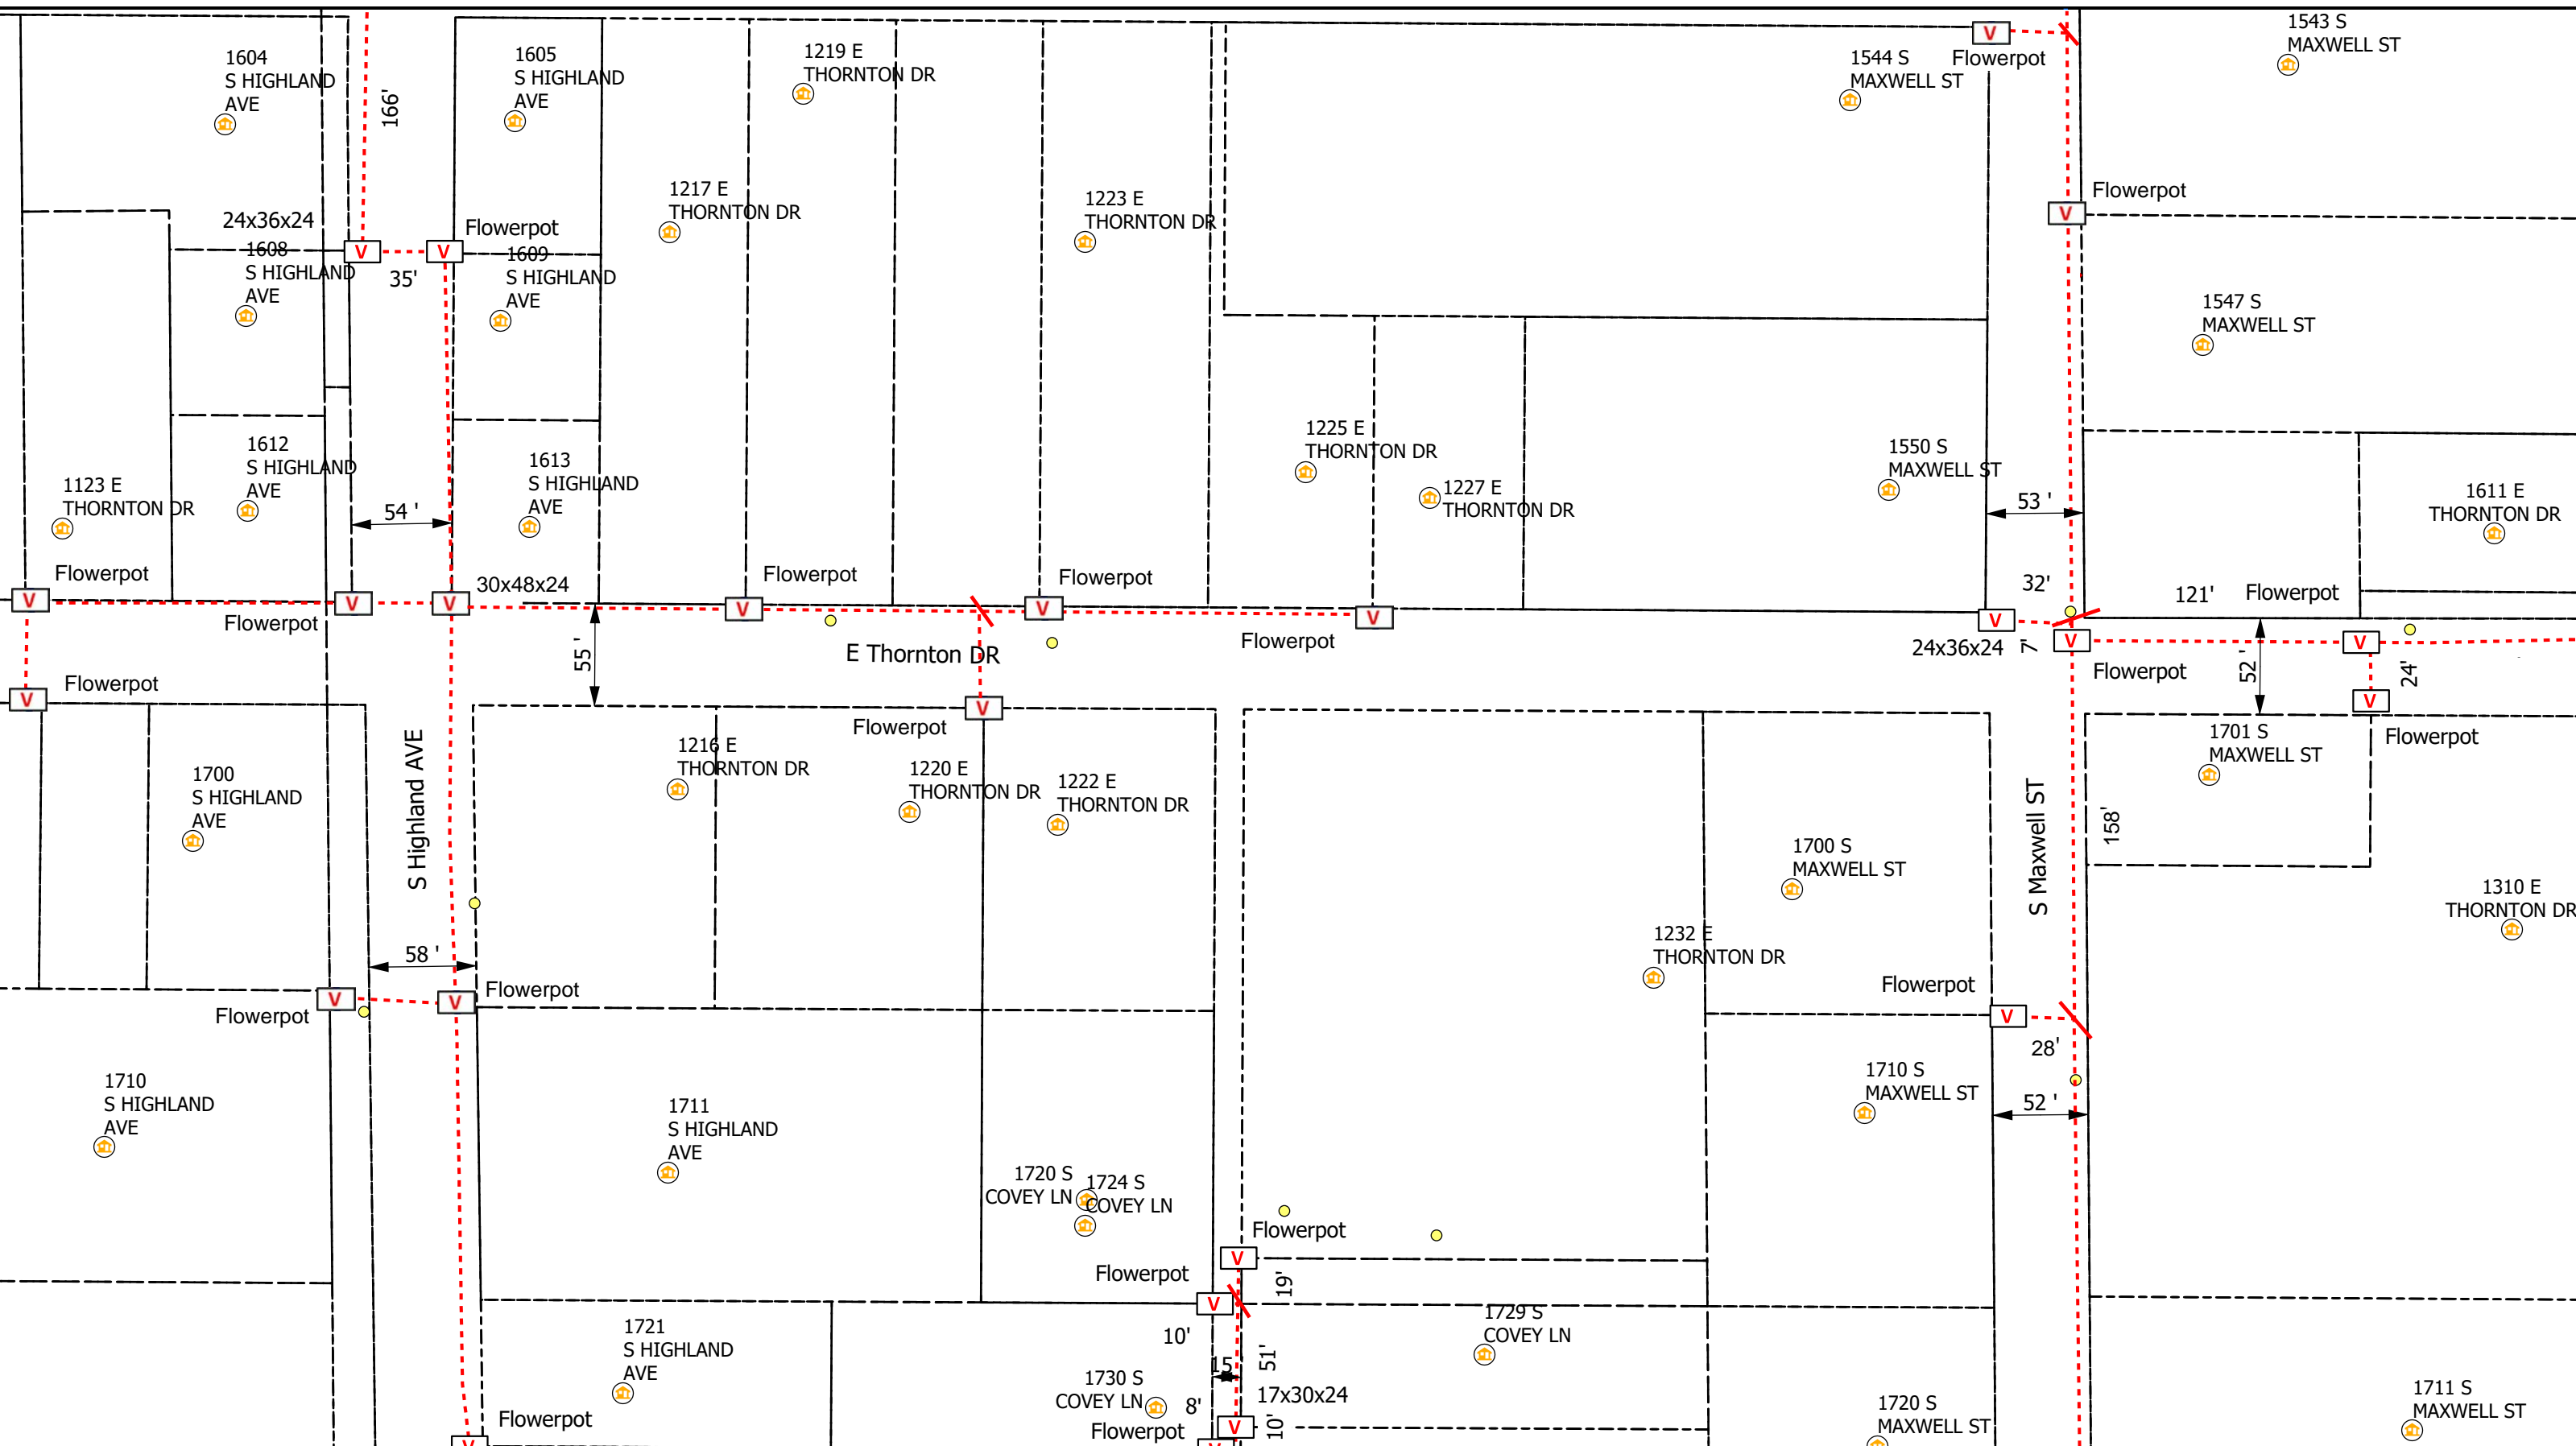 1543 S
MAXWELL ST
1604
S HIGHLAND
AVE
1605
S HIGHLAND
AVE
1219 E
THORNTON DR
1544 S
MAXWELL ST
V
Flowerpot
166'
1217 E
THORNTON DR
1223 E
THORNTON DR
Flowerpot
V
24x36x24
V
35'
V
Flowerpot
1608
S HIGHLAND
AVE
1609
S HIGHLAND
AVE
1547 S
MAXWELL ST
1612
S HIGHLAND
AVE
1613
S HIGHLAND
AVE
1225 E
THORNTON DR
1227 E
THORNTON DR
1550 S
MAXWELL ST
1123 E
THORNTON DR
54 '
53 '
1611 E
THORNTON DR
Flowerpot
V
Flowerpot
V
V
30x48x24
Flowerpot
V
Flowerpot
V
Flowerpot
V
32'
V
24x36x24
7'
V
Flowerpot
121'
Flowerpot
V
24'
V
Flowerpot
55 '
E Thornton DR
52 '
Flowerpot
V
Flowerpot
V
S Highland AVE
1700
S HIGHLAND
AVE
1216 E
THORNTON DR
1220 E
THORNTON DR
1222 E
THORNTON DR
1701 S
MAXWELL ST
S Maxwell ST
158'
1700 S
MAXWELL ST
1310 E
THORNTON DR
1232 E
THORNTON DR
58 '
V
Flowerpot
V
Flowerpot
Flowerpot
V
28'
1710
S HIGHLAND
AVE
1711
S HIGHLAND
AVE
1710 S
MAXWELL ST
52 '
1720 S
COVEY LN
1724 S
COVEY LN
Flowerpot
V
19'
Flowerpot
V
10'
1729 S
COVEY LN
1721
S HIGHLAND
AVE
15
51'
1730 S
COVEY LN
8'
17x30x24
V
10'
Flowerpot
V
Flowerpot
V
1720 S
MAXWELL ST
1711 S
MAXWELL ST